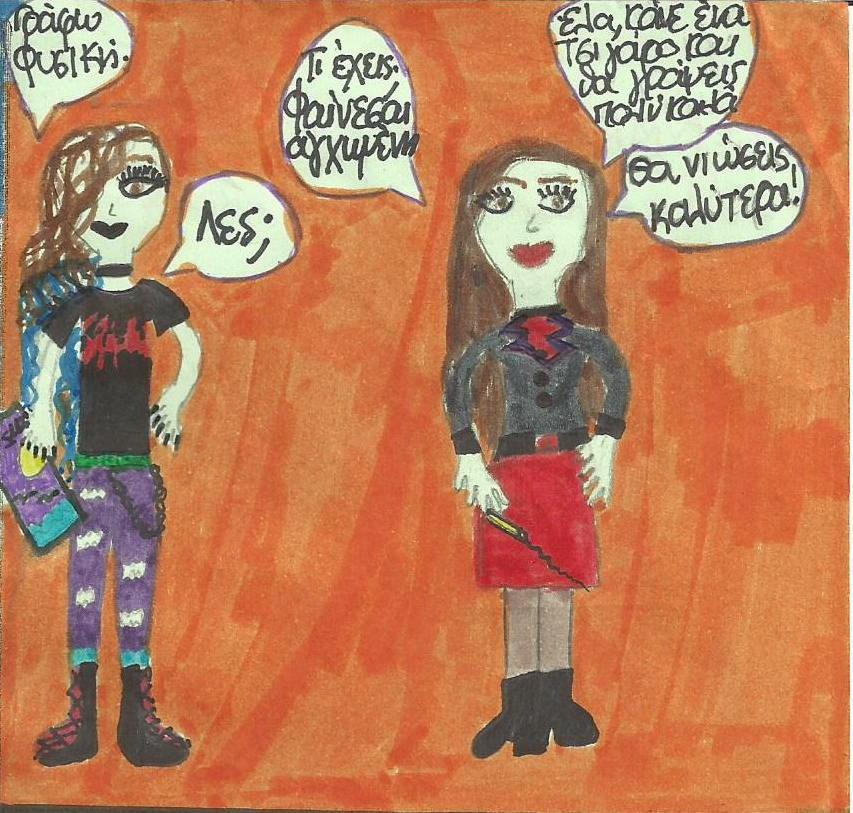 Τι έχεις;
Φαίνεσαι
αγχωμένη
Γράφω
φυσική.
Έλα, κάνε ένα
τσιγάρο και
θα γράψεις
πολύ καλά
Θα νιώσεις
καλύτερα!
Λες;